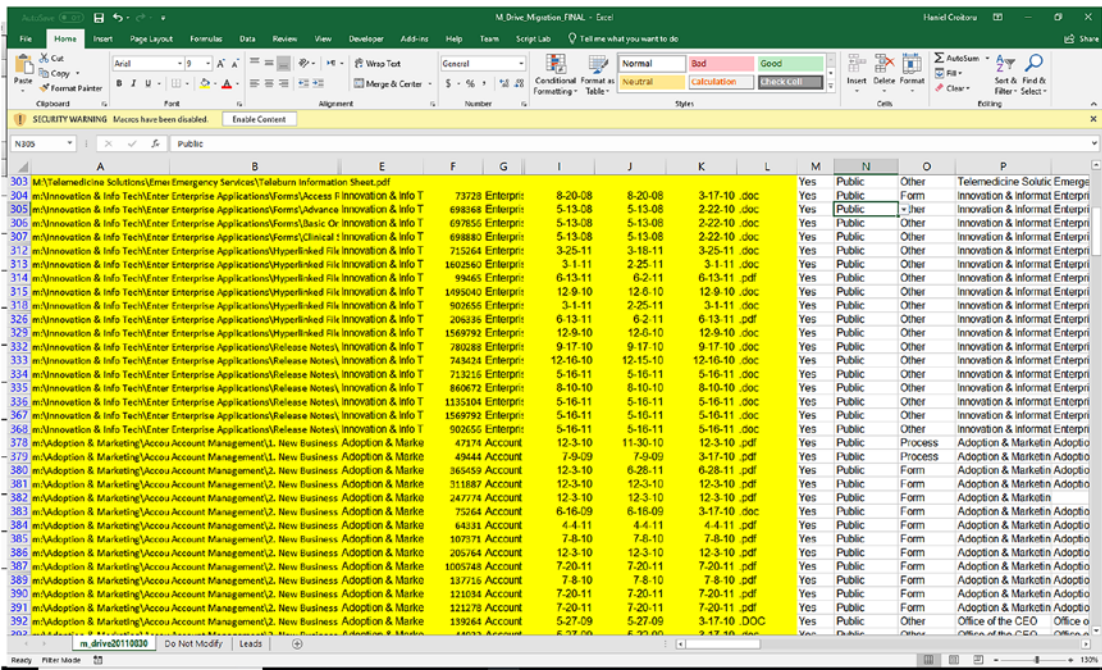 AutoSave Off M_Drive_Migration_FINAL - Excel Haniel Croitoru
File Home Insert Page Layout Formulas Data Review View Developer Add-ins Help Team Script Lab Tell me what you want to do Share
Cut Arial 9 Wrap Text General Normal Bad Good AutoSum
Paste Copy Merge & Center Conditional Formatting Format as Table Neutral Calculation Check Cell Insert Delete Format Fill Sort & Filter Find & Select
Format Painter Clear
Clipboard Font Alignment Number Styles Cells Editing
SECURITY WARNING Macros have been disabled. Enable Content
N305 fx Public
A B E F G I J K L M N O P
303 M:\Telemedicine Solutions\Emer Emergency Services\Teleburn Information Sheet.pdf Yes Public Other Telemedicine Solutic Emerge
304 m:\Innovation & Info Tech\Enter Enterprise Applications\Forms\Access F Innovation & Info T 73728 Enterpris 8-20-08 8-20-08 3-17-10 .doc Yes Public Form Innovation & Informat Enterpri
305 m:\Innovation & Info Tech\Enter Enterprise Applications\Forms\Advance Innovation & Info T 698368 Enterpris 5-13-08 5-13-08 2-22-10 .doc Yes Public ther Innovation & Informat Enterpri
306 m:\Innovation & Info Tech\Enter Enterprise Applications\Forms\Basic Or Innovation & Info T 697856 Enterpris 5-13-08 5-13-08 2-22-10 .doc Yes Public Other Innovation & Informat Enterpri
307 m:\Innovation & Info Tech\Enter Enterprise Applications\Forms\Clinical S Innovation & Info T 698880 Enterpris 5-13-08 5-13-08 2-22-10 .doc Yes Public Other Innovation & Informat Enterpri
312 m:\Innovation & Info Tech\Enter Enterprise Applications\Hyperlinked File Innovation & Info T 715264 Enterpris 3-25-11 3-18-11 3-25-11 .doc Yes Public Other Innovation & Informat Enterpri
313 m:\Innovation & Info Tech\Enter Enterprise Applications\Hyperlinked File Innovation & Info T 1602560 Enterpris 3-1-11 2-25-11 3-1-11 .doc Yes Public Other Innovation & Informat Enterpri
314 m:\Innovation & Info Tech\Enter Enterprise Applications\Hyperlinked File Innovation & Info T 99465 Enterpris 6-13-11 6-2-11 6-13-11 .pdf Yes Public Other Innovation & Informat Enterpri
315 m:\Innovation & Info Tech\Enter Enterprise Applications\Hyperlinked File Innovation & Info T 1495040 Enterpris 12-9-10 12-6-10 12-9-10 .doc Yes Public Other Innovation & Informat Enterpri
318 m:\Innovation & Info Tech\Enter Enterprise Applications\Hyperlinked File Innovation & Info T 902656 Enterpris 3-1-11 2-25-11 3-1-11 .doc Yes Public Other Innovation & Informat Enterpri
326 m:\Innovation & Info Tech\Enter Enterprise Applications\Hyperlinked File Innovation & Info T 206336 Enterpris 6-13-11 6-2-11 6-13-11 .pdf Yes Public Other Innovation & Informat Enterpri
329 m:\Innovation & Info Tech\Enter Enterprise Applications\Hyperlinked File Innovation & Info T 1569792 Enterpris 12-9-10 12-6-10 12-9-10 .doc Yes Public Other Innovation & Informat Enterpri
332 m:\Innovation & Info Tech\Enter Enterprise Applications\Release Notes\ Innovation & Info T 780288 Enterpris 9-17-10 9-17-10 9-17-10 .doc Yes Public Other Innovation & Informat Enterpri
333 m:\Innovation & Info Tech\Enter Enterprise Applications\Release Notes\ Innovation & Info T 743424 Enterpris 12-16-10 12-15-10 12-16-10 .doc Yes Public Other Innovation & Informat Enterpri
334 m:\Innovation & Info Tech\Enter Enterprise Applications\Release Notes\ Innovation & Info T 713216 Enterpris 5-16-11 5-16-11 5-16-11 .doc Yes Public Other Innovation & Informat Enterpri
335 m:\Innovation & Info Tech\Enter Enterprise Applications\Release Notes\ Innovation & Info T 860672 Enterpris 8-10-10 8-10-10 8-10-10 .doc Yes Public Other Innovation & Informat Enterpri
336 m:\Innovation & Info Tech\Enter Enterprise Applications\Release Notes\ Innovation & Info T 1135104 Enterpris 5-16-11 5-16-11 5-16-11 .doc Yes Public Other Innovation & Informat Enterpri
367 m:\Innovation & Info Tech\Enter Enterprise Applications\Release Notes\ Innovation & Info T 1569792 Enterpris 5-16-11 5-16-11 5-16-11 .doc Yes Public Other Innovation & Informat Enterpri
368 m:\Innovation & Info Tech\Enter Enterprise Applications\Release Notes\ Innovation & Info T 902656 Enterpris 5-16-11 5-16-11 5-16-11 .doc Yes Public Other Innovation & Informat Enterpri
378 m:\Adoption & Marketing\Accou Account Management\1. New Business Adoption & Marke 47174 Account 12-3-10 11-30-10 12-3-10 .pdf Yes Public Process Adoption & Marketin Adoptio
379 m:\Adoption & Marketing\Accou Account Management\1. New Business Adoption & Marke 49444 Account 7-9-09 7-9-09 3-17-10 .pdf Yes Public Process Adoption & Marketin Adoptio
380 m:\Adoption & Marketing\Accou Account Management\2. New Business Adoption & Marke 365459 Account 12-3-10 6-28-11 6-28-11 .pdf Yes Public Form Adoption & Marketin Adoptio
381 m:\Adoption & Marketing\Accou Account Management\2. New Business Adoption & Marke 311887 Account 12-3-10 12-3-10 12-3-10 .pdf Yes Public Form Adoption & Marketin Adoptio
382 m:\Adoption & Marketing\Accou Account Management\2. New Business Adoption & Marke 247774 Account 12-3-10 12-3-10 12-3-10 .pdf Yes Public Form Adoption & Marketin
383 m:\Adoption & Marketing\Accou Account Management\2. New Business Adoption & Marke 75264 Account 6-16-09 6-16-09 3-17-10 .doc Yes Public Form Adoption & Marketin Adoptio
384 m:\Adoption & Marketing\Accou Account Management\2. New Business Adoption & Marke 64331 Account 4-4-11 4-4-11 4-4-11 .pdf Yes Public Form Adoption & Marketin Adoptio
385 m:\Adoption & Marketing\Accou Account Management\2. New Business Adoption & Marke 107371 Account 7-8-10 7-8-10 7-8-10 .pdf Yes Public Form Adoption & Marketin Adoptio
386 m:\Adoption & Marketing\Accou Account Management\2. New Business Adoption & Marke 205764 Account 12-3-10 12-3-10 12-3-10 .pdf Yes Public Form Adoption & Marketin Adoptio
387 m:\Adoption & Marketing\Accou Account Management\2. New Business Adoption & Marke 1005748 Account 7-20-11 7-20-11 7-20-11 .pdf Yes Public Form Adoption & Marketin Adoptio
389 m:\Adoption & Marketing\Accou Account Management\2. New Business Adoption & Marke 137716 Account 7-8-10 7-8-10 7-8-10 .pdf Yes Public Form Adoption & Marketin Adoptio
390 m:\Adoption & Marketing\Accou Account Management\2. New Business Adoption & Marke 121034 Account 7-20-11 7-20-11 7-20-11 .pdf Yes Public Form Adoption & Marketin Adoptio
391 m:\Adoption & Marketing\Accou Account Management\2. New Business Adoption & Marke 121278 Account 7-20-11 7-20-11 7-20-11 .pdf Yes Public Form Adoption & Marketin Adoptio
392 m:\Adoption & Marketing\Accou Account Management\2. New Business Adoption & Marke 139264 Account 5-27-09 5-27-09 3-17-10 .DOC Yes Public Form Office of the CEO Office o
m_drive20110830 Do Not Modify Leads
Ready Filter Mode 130%